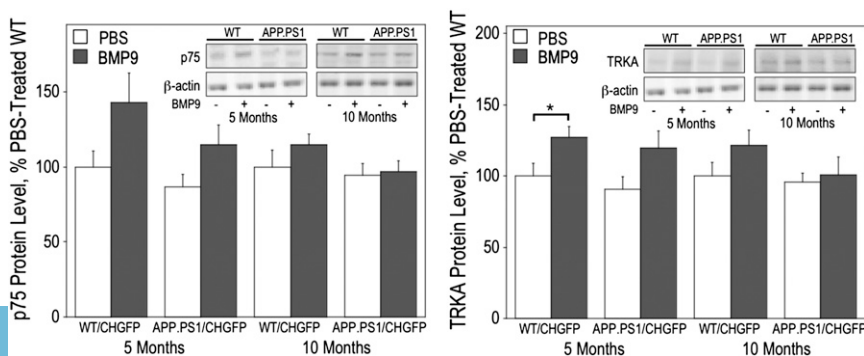 p75 Protein Level, % PBS-Treated WT
150
100
50
0
PBS
BMP9
WT APP.PS1 WT APP.PS1
p75
β-actin
- + - + - + - +
BMP9
5 Months 10 Months
WT/CHGFP APP.PS1/CHGFP WT/CHGFP APP.PS1/CHGFP
5 Months 10 Months
TRKA Protein Level, % PBS-Treated WT
200
150
100
50
0
PBS
BMP9
WT APP.PS1 WT APP.PS1
TRKA
β-actin
- + - + - + - +
BMP9
5 Months 10 Months
*
WT/CHGFP APP.PS1/CHGFP WT/CHGFP APP.PS1/CHGFP
5 Months 10 Months